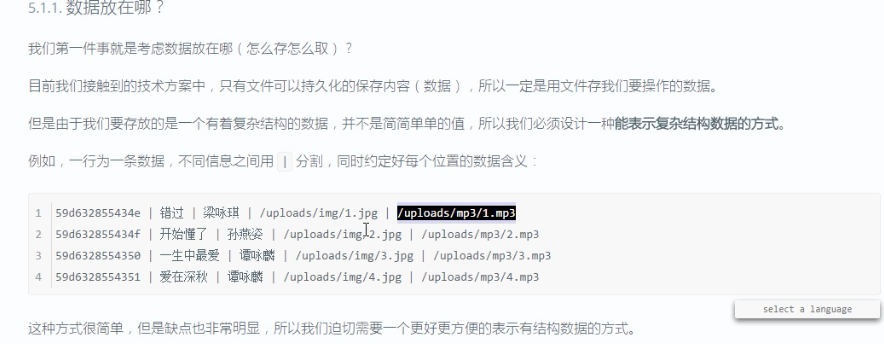 5.1.1. 数据放在哪？
我们第一件事就是考虑数据放在哪（怎么存怎么取）？
目前我们接触到的技术方案中，只有文件可以持久化的保存内容（数据），所以一定是用文件存我们要操作的数据。
但是由于我们要存放的是一个有着复杂结构的数据，并不是简简单单的值，所以我们必须设计一种能表示复杂结构数据的方式。
例如，一行为一条数据，不同信息之间用 | 分割，同时约定好每个位置的数据含义：
1 59d632855434e | 错过 | 梁咏琪 | /uploads/img/1.jpg | /uploads/mp3/1.mp3
2 59d632855434f | 开始懂了 | 孙燕姿 | /uploads/img/2.jpg | /uploads/mp3/2.mp3
3 59d6328554350 | 一生中最爱 | 谭咏麟 | /uploads/img/3.jpg | /uploads/mp3/3.mp3
4 59d6328554351 | 爱在深秋 | 谭咏麟 | /uploads/img/4.jpg | /uploads/mp3/4.mp3
select a language
这种方式很简单，但是缺点也非常明显，所以我们迫切需要一个更好更方便的表示有结构数据的方式。